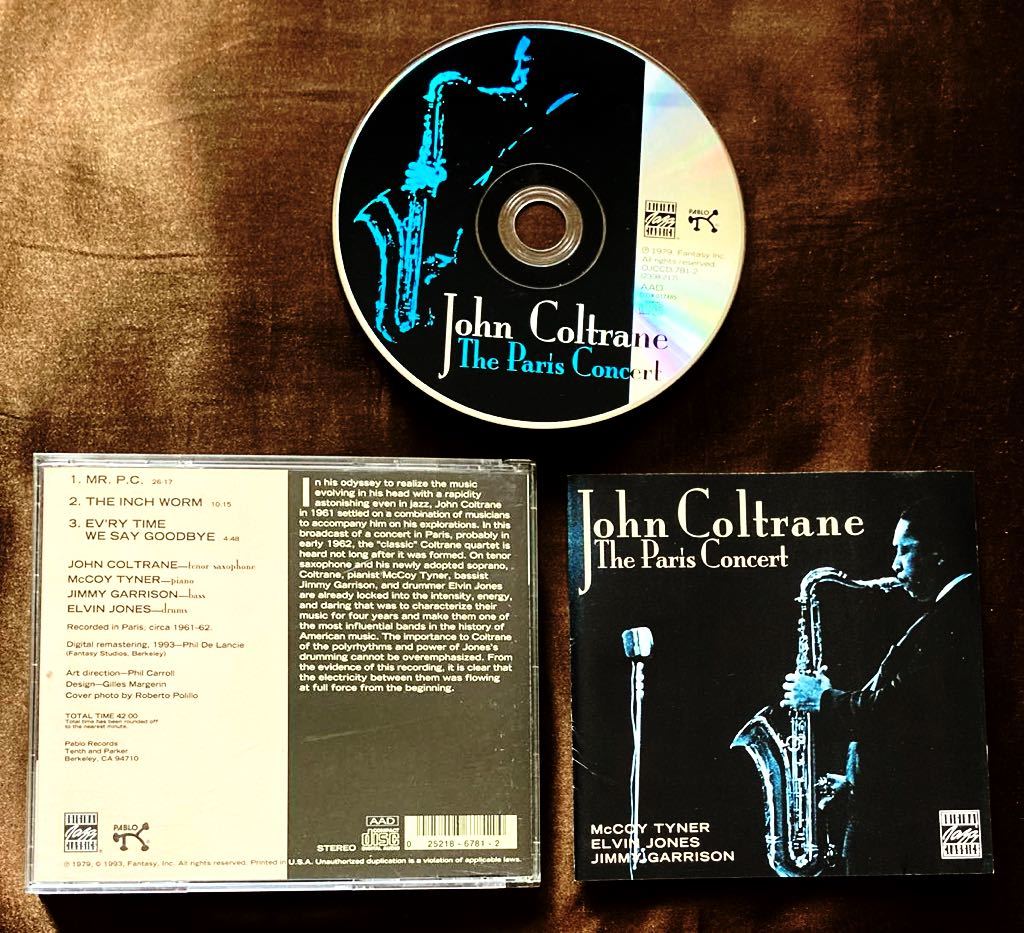 PABLO
℗ 1979, Fantasy, Inc.
All rights reserved.
OJCCD-781-2
(2308-217)
AAD
John Coltrane
The Paris Concert
1. MR. P.C. 26:17
2. THE INCH WORM 10:15
3. EV'RY TIME
WE SAY GOODBYE 4:48
JOHN COLTRANE—tenor saxophone
McCOY TYNER—piano
JIMMY GARRISON—bass
ELVIN JONES—drums
Recorded in Paris, circa 1961-62.
Digital remastering, 1993—Phil De Lancie
(Fantasy Studios, Berkeley)
Art direction—Phil Carroll
Design—Gilles Margerin
Cover photo by Roberto Polillo
TOTAL TIME 42:00
Total time has been rounded off
to the nearest minute.
Pablo Records
Tenth and Parker
Berkeley, CA 94710
PABLO
In his odyssey to realize the music
evolving in his head with a rapidity
astonishing even in jazz, John Coltrane
in 1961 settled on a combination of musicians
to accompany him on his explorations. In this
broadcast of a concert in Paris, probably in
early 1962, the "classic" Coltrane quartet is
heard not long after it was formed. On tenor
saxophone and his newly adopted soprano,
Coltrane, pianist McCoy Tyner, bassist
Jimmy Garrison, and drummer Elvin Jones
are already locked into the intensity, energy,
and daring that was to characterize their
music for four years and make them one of
the most influential bands in the history of
American music. The importance to Coltrane
of the polyrhythms and power of Jones's
drumming cannot be overemphasized. From
the evidence of this recording, it is clear that
the electricity between them was flowing
at full force from the beginning.
STEREO
AAD
COMPACT
disc
DIGITAL AUDIO
0 25218-6781-2
℗ 1979, © 1993, Fantasy, Inc. All rights reserved. Printed in U.S.A. Unauthorized duplication is a violation of applicable laws.
John Coltrane
The Paris Concert
McCOY TYNER
ELVIN JONES
JIMMY GARRISON
ORIGINAL
Jazz
CLASSICS